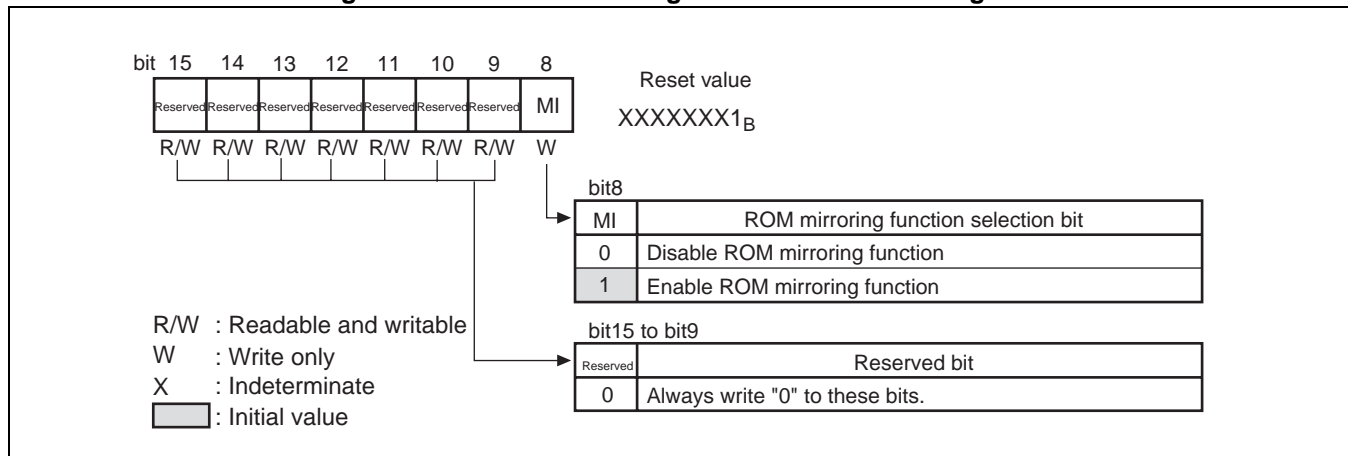 bit 15 14 13 12 11 10 9 8
Reserved Reserved Reserved Reserved Reserved Reserved Reserved MI
Reset value
XXXXXXX1B
R/W R/W R/W R/W R/W R/W R/W W
bit8
MI ROM mirroring function selection bit
0 Disable ROM mirroring function
1 Enable ROM mirroring function
R/W : Readable and writable
W : Write only
X : Indeterminate
: Initial value
bit15 to bit9
Reserved Reserved bit
0 Always write "0" to these bits.